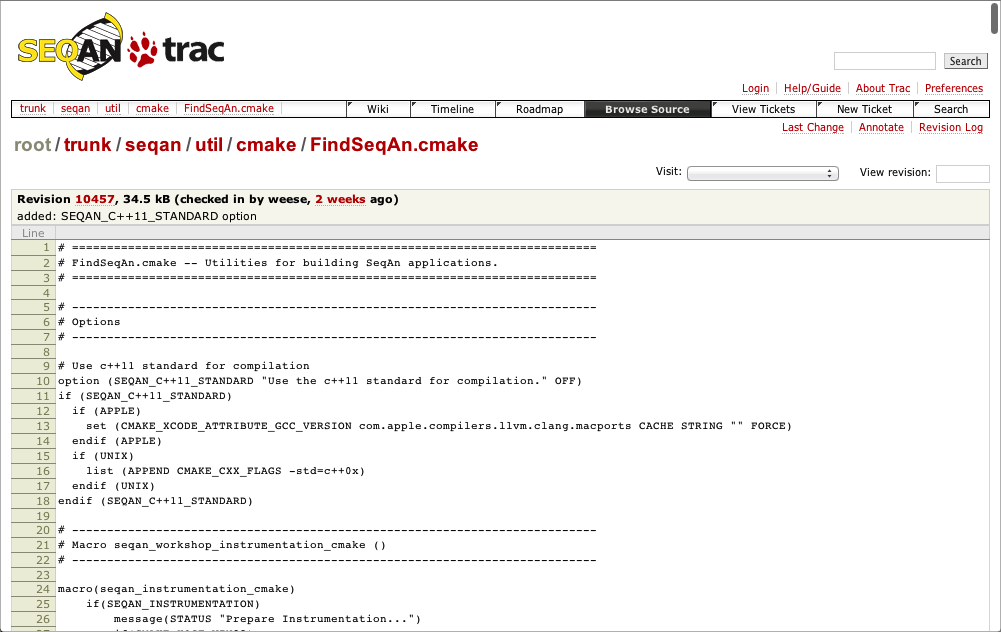 SEQAN trac
Search
Login Help/Guide About Trac Preferences
trunk seqan util cmake FindSeqAn.cmake Wiki Timeline Roadmap Browse Source View Tickets New Ticket Search
Last Change Annotate Revision Log
root/trunk/seqan/util/cmake/FindSeqAn.cmake
Visit: View revision:
Revision 10457, 34.5 kB (checked in by weese, 2 weeks ago)
added: SEQAN_C++11_STANDARD option
Line
1 # ===========================================================================
2 # FindSeqAn.cmake -- Utilities for building SeqAn applications.
3 # ===========================================================================
4
5 # ---------------------------------------------------------------------------
6 # Options
7 # ---------------------------------------------------------------------------
8
9 # Use c++11 standard for compilation
10 option (SEQAN_C++11_STANDARD "Use the c++11 standard for compilation." OFF)
11 if (SEQAN_C++11_STANDARD)
12 if (APPLE)
13 set (CMAKE_XCODE_ATTRIBUTE_GCC_VERSION com.apple.compilers.llvm.clang.macports CACHE STRING "" FORCE)
14 endif (APPLE)
15 if (UNIX)
16 list (APPEND CMAKE_CXX_FLAGS -std=c++0x)
17 endif (UNIX)
18 endif (SEQAN_C++11_STANDARD)
19
20 # ---------------------------------------------------------------------------
21 # Macro seqan_workshop_instrumentation_cmake ()
22 # ---------------------------------------------------------------------------
23
24 macro(seqan_instrumentation_cmake)
25 if(SEQAN_INSTRUMENTATION)
26 message(STATUS "Prepare Instrumentation...")